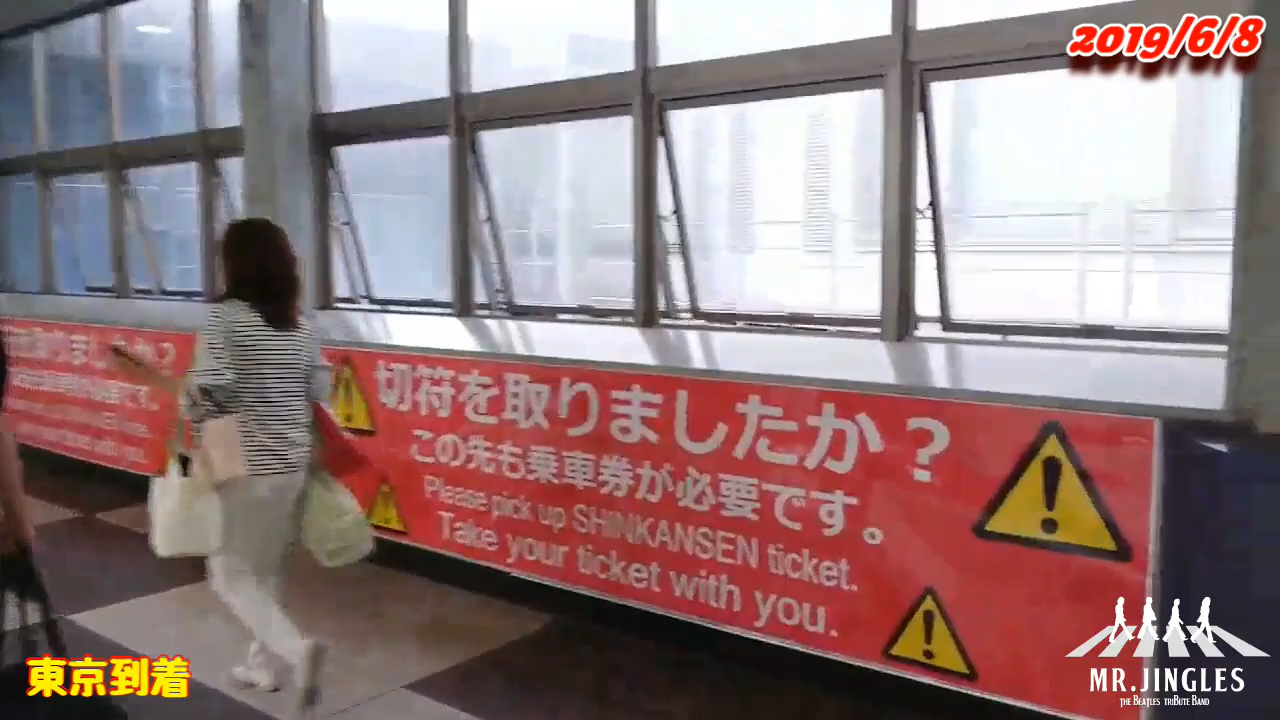 2019/6/8
切符を取りましたか？
この先も乗車券が必要です。
Please pick up SHINKANSEN ticket.
Take your ticket with you.
東京到着
MR.JINGLES
THE BEATLES TRIBUTE BAND